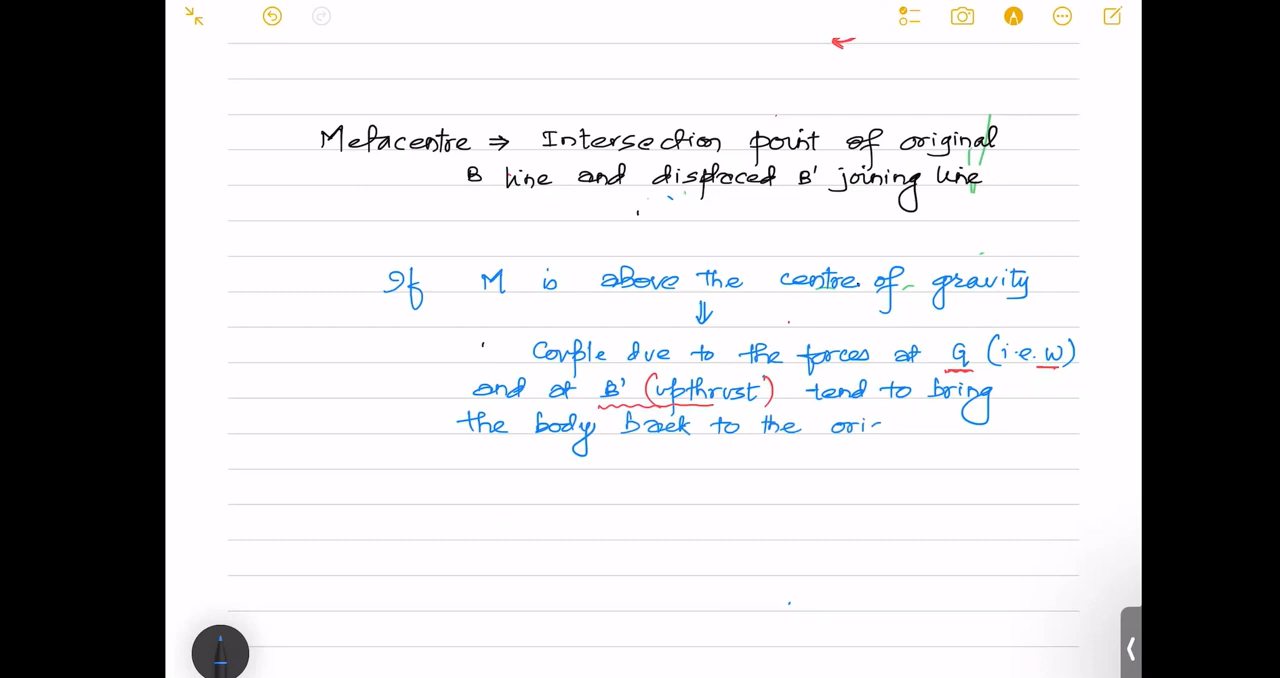 Metacentre ⇒ Intersection point of original
B line and displaced B' joining line
If M is above the centre of gravity
⇓
Couple due to the forces at G (i.e. W)
and at B' (upthrust) tend to bring
the body back to the ori